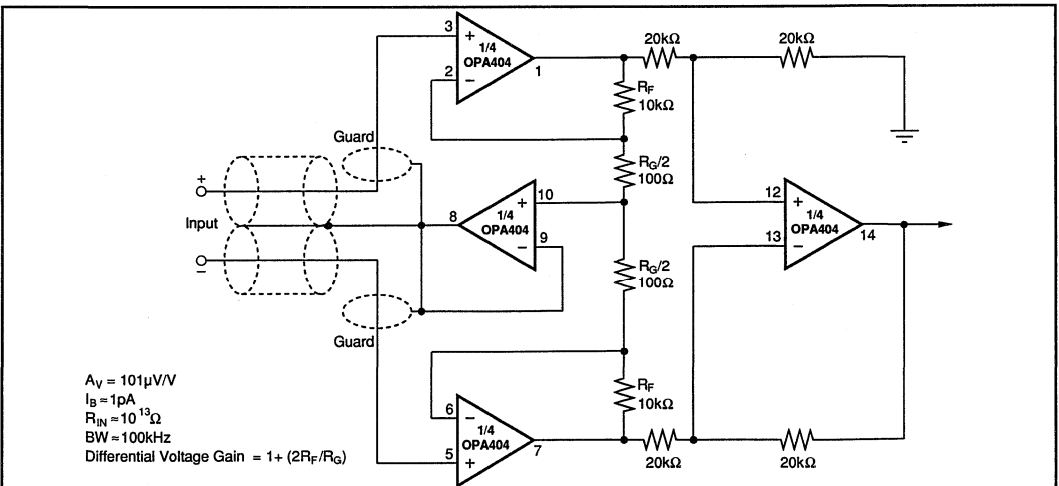 3
+
1/4
OPA404
2
−
1
20kΩ
20kΩ
R_F
10kΩ
Guard
R_G/2
100Ω
+
Input
−
8
+
10
1/4
OPA404
−
9
12
+
1/4
OPA404
13
−
14
R_G/2
100Ω
Guard
R_F
10kΩ
6
−
1/4
OPA404
5
+
7
20kΩ
20kΩ
A_V = 101µV/V
I_B ≈ 1pA
R_IN ≈ 10^13Ω
BW ≈ 100kHz
Differential Voltage Gain = 1+ (2R_F/R_G)